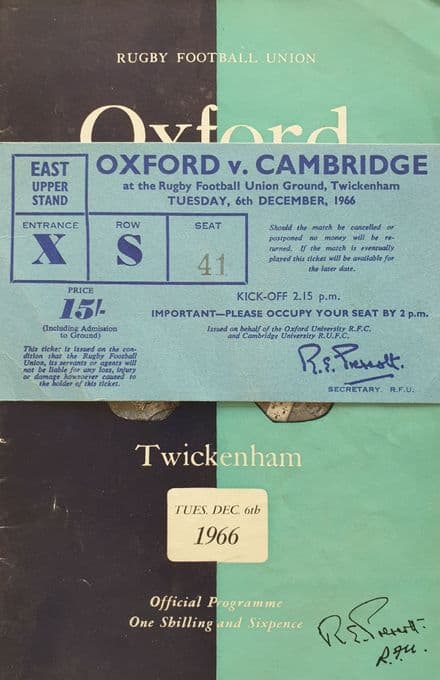 RUGBY FOOTBALL UNION
Oxford
EAST
UPPER
STAND
OXFORD v. CAMBRIDGE
at the Rugby Football Union Ground, Twickenham
TUESDAY, 6th DECEMBER, 1966
ENTRANCE
X
ROW
S
SEAT
41
Should the match be cancelled or
postponed no money will be re-
turned. If the match is eventually
played this ticket will be available for
the later date.
PRICE
15/-
(Including Admission
to Ground)
This ticket is issued on the con-
dition that the Rugby Football
Union, its servants or agents will
not be liable for any loss, injury
or damage howsoever caused to
the holder of this ticket.
KICK-OFF 2.15 p.m.
IMPORTANT—PLEASE OCCUPY YOUR SEAT BY 2 p.m.
Issued on behalf of the Oxford University R.F.C.
and Cambridge University R.U.F.C.
R.E. Prescott.
SECRETARY. R.F.U.
Twickenham
TUES. DEC. 6th
1966
Official Programme
One Shilling and Sixpence
R.E. Prescott
R.F.U.